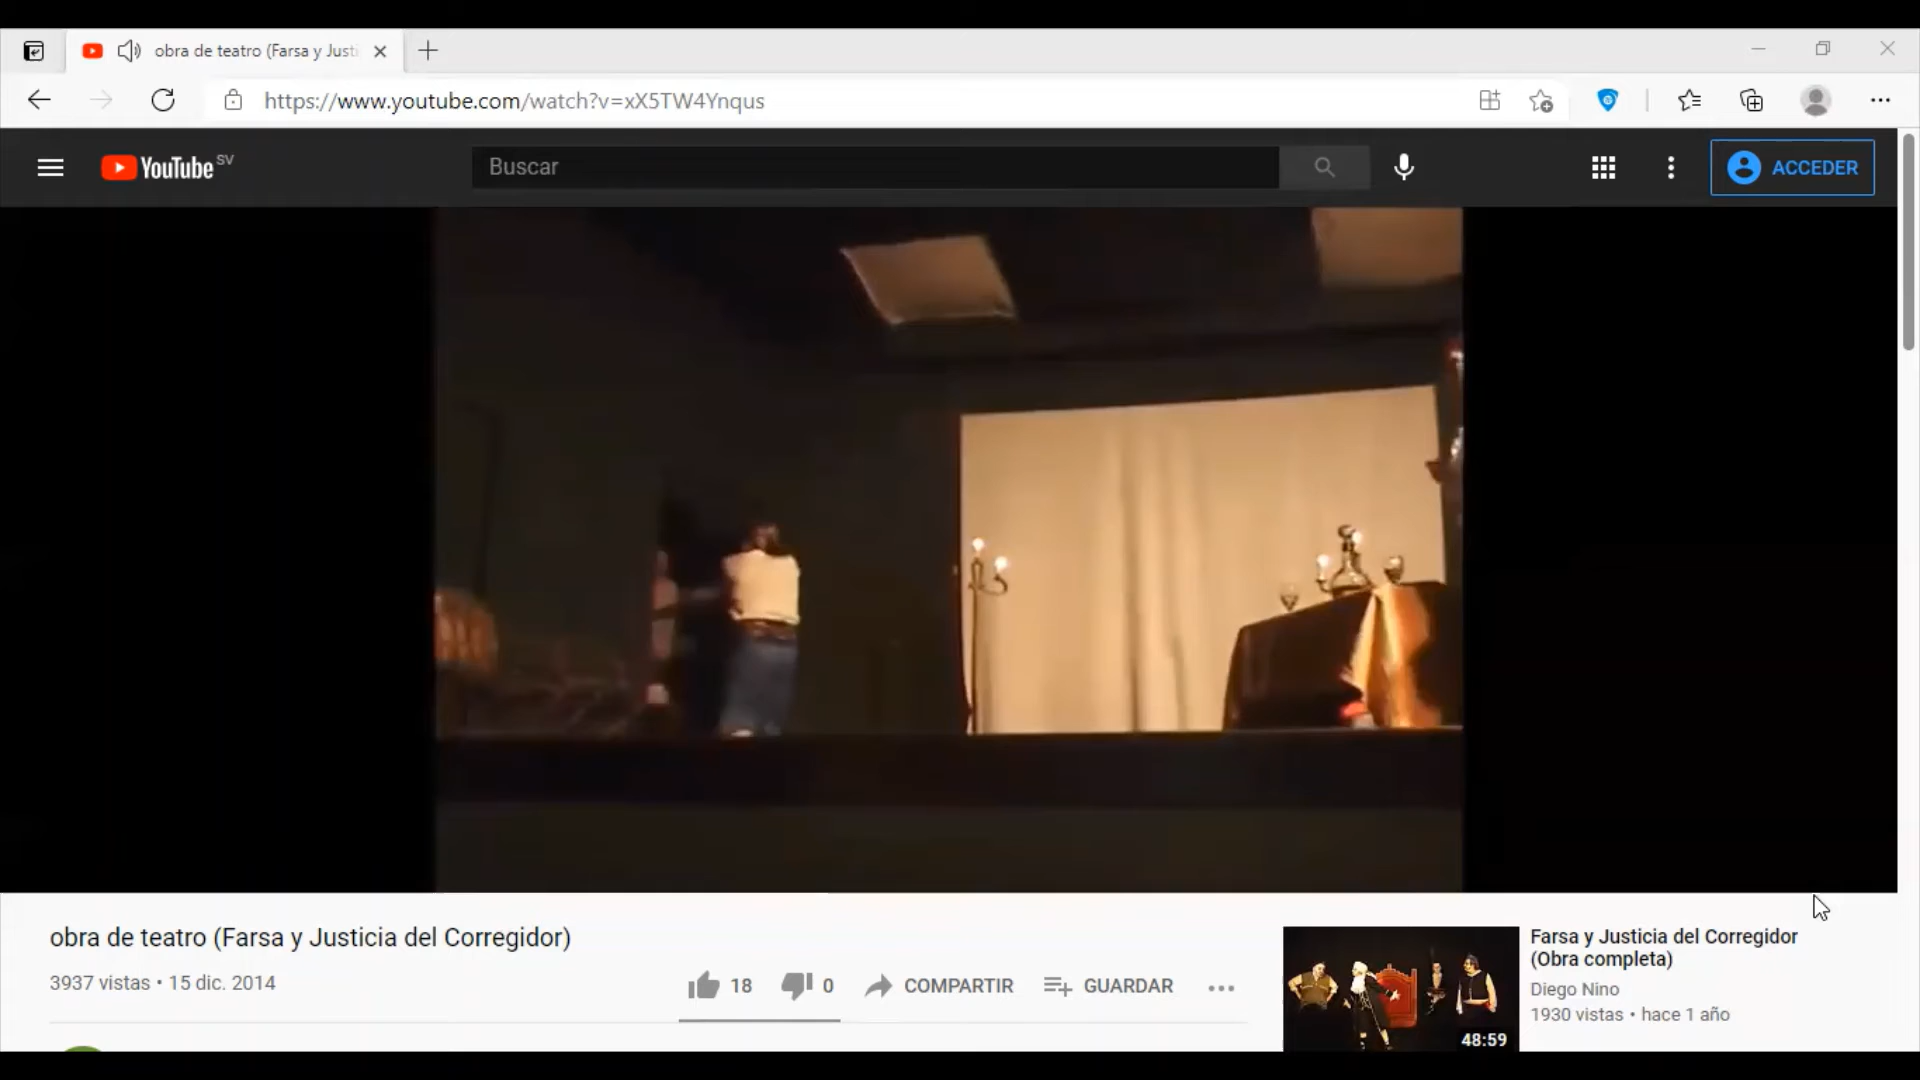 obra de teatro (Farsa y Justi
https://www.youtube.com/watch?v=xX5TW4Ynqus
YouTube SV
Buscar
ACCEDER
obra de teatro (Farsa y Justicia del Corregidor)
3937 vistas • 15 dic. 2014
18
0
COMPARTIR
GUARDAR
Farsa y Justicia del Corregidor
(Obra completa)
Diego Nino
1930 vistas • hace 1 año
48:59